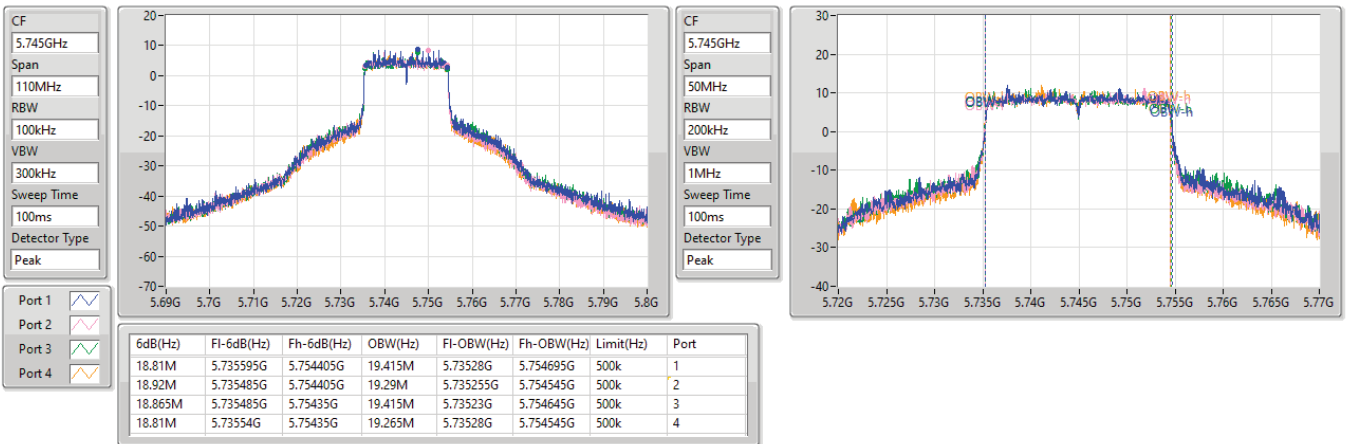 CF
5.745GHz
Span
110MHz
RBW
100kHz
VBW
300kHz
Sweep Time
100ms
Detector Type
Peak
20-
10-
0-
-10-
-20-
-30-
-40-
-50-
-60-
-70-
5.69G 5.7G 5.71G 5.72G 5.73G 5.74G 5.75G 5.76G 5.77G 5.78G 5.79G 5.8G
CF
5.745GHz
Span
50MHz
RBW
200kHz
VBW
1MHz
Sweep Time
100ms
Detector Type
Peak
30-
20-
10-
0-
-10-
-20-
-30-
-40-
OBW-h
OBW-h
5.72G 5.725G 5.73G 5.735G 5.74G 5.745G 5.75G 5.755G 5.76G 5.765G 5.77G
Port 1
Port 2
Port 3
Port 4
6dB(Hz) Fl-6dB(Hz) Fh-6dB(Hz) OBW(Hz) Fl-OBW(Hz) Fh-OBW(Hz) Limit(Hz) Port
18.81M 5.735595G 5.754405G 19.415M 5.73528G 5.754695G 500k 1
18.92M 5.735485G 5.754405G 19.29M 5.735255G 5.754545G 500k 2
18.865M 5.735485G 5.75435G 19.415M 5.73523G 5.754645G 500k 3
18.81M 5.73554G 5.75435G 19.265M 5.73528G 5.754545G 500k 4